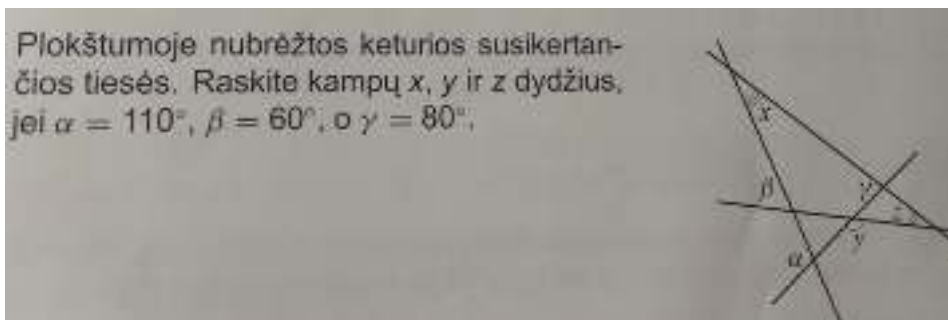 Plokštumoje nubrėžtos keturios susikertan-
čios tiesės. Raskite kampų x, y ir z dydžius,
jei α = 110°, β = 60°, o γ = 80°.
x
β
γ
z
y
α